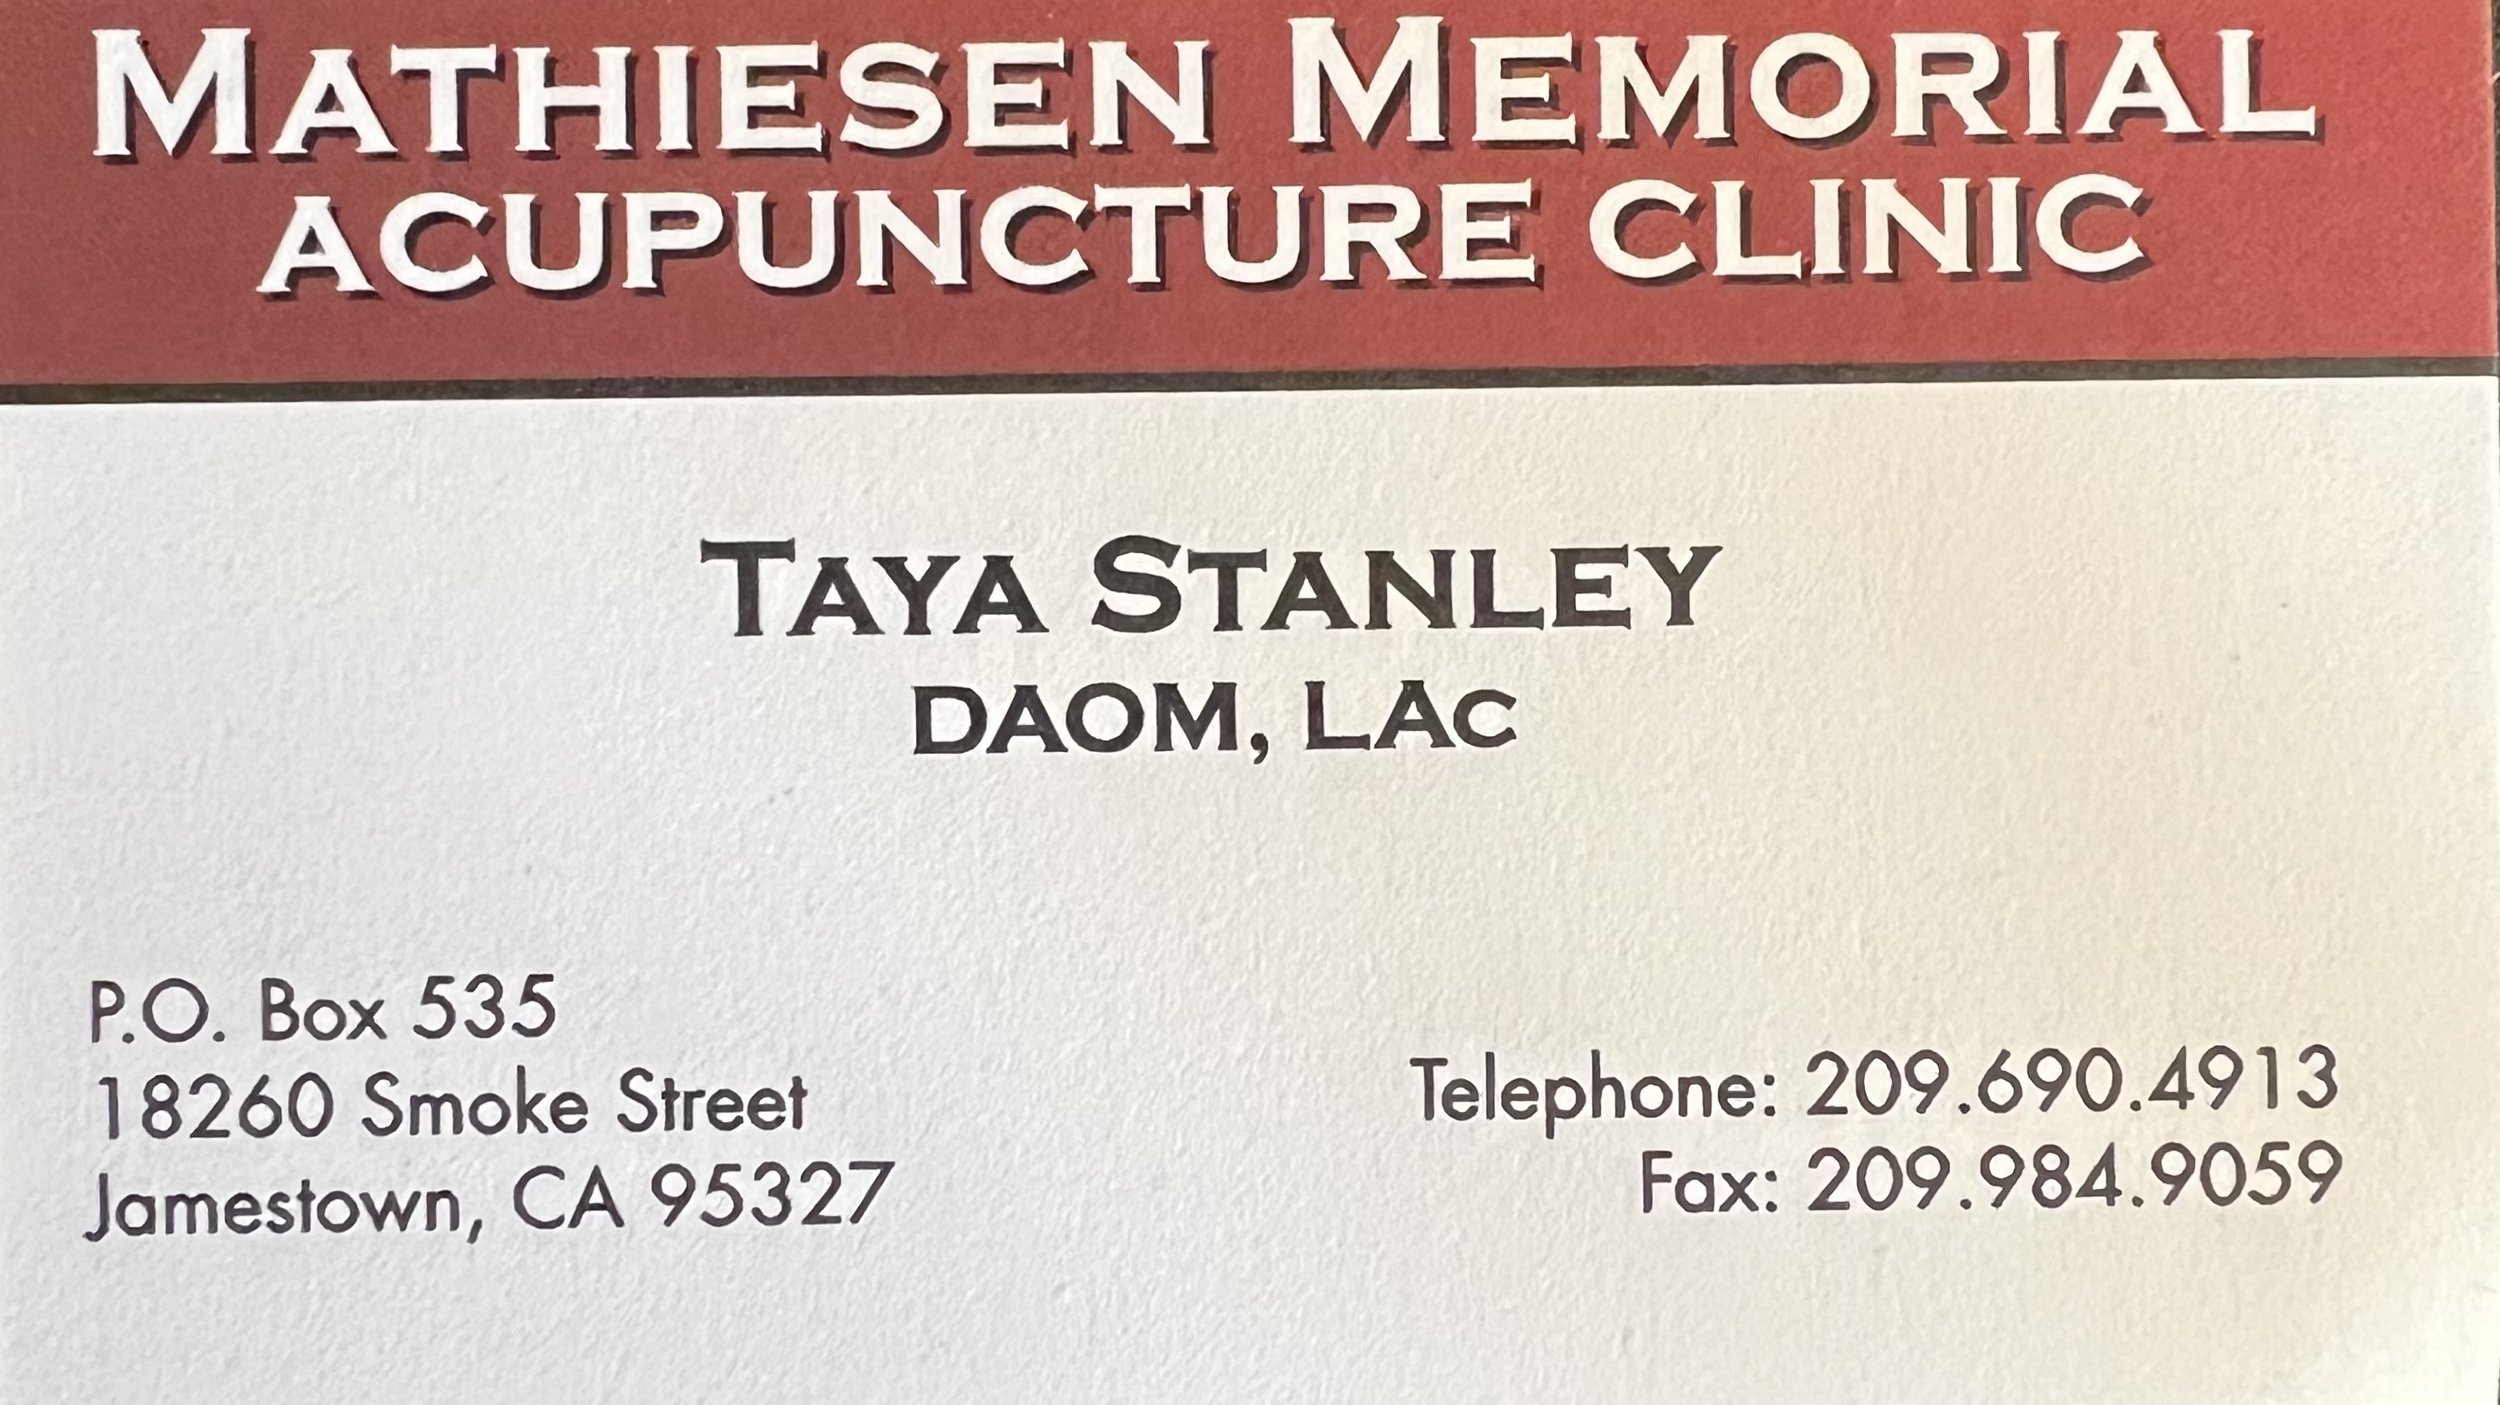 MATHIESEN MEMORIAL
ACUPUNCTURE CLINIC
TAYA STANLEY
DAOM, LAC
P.O. Box 535
18260 Smoke Street
Jamestown, CA 95327
Telephone: 209.690.4913
Fax: 209.984.9059